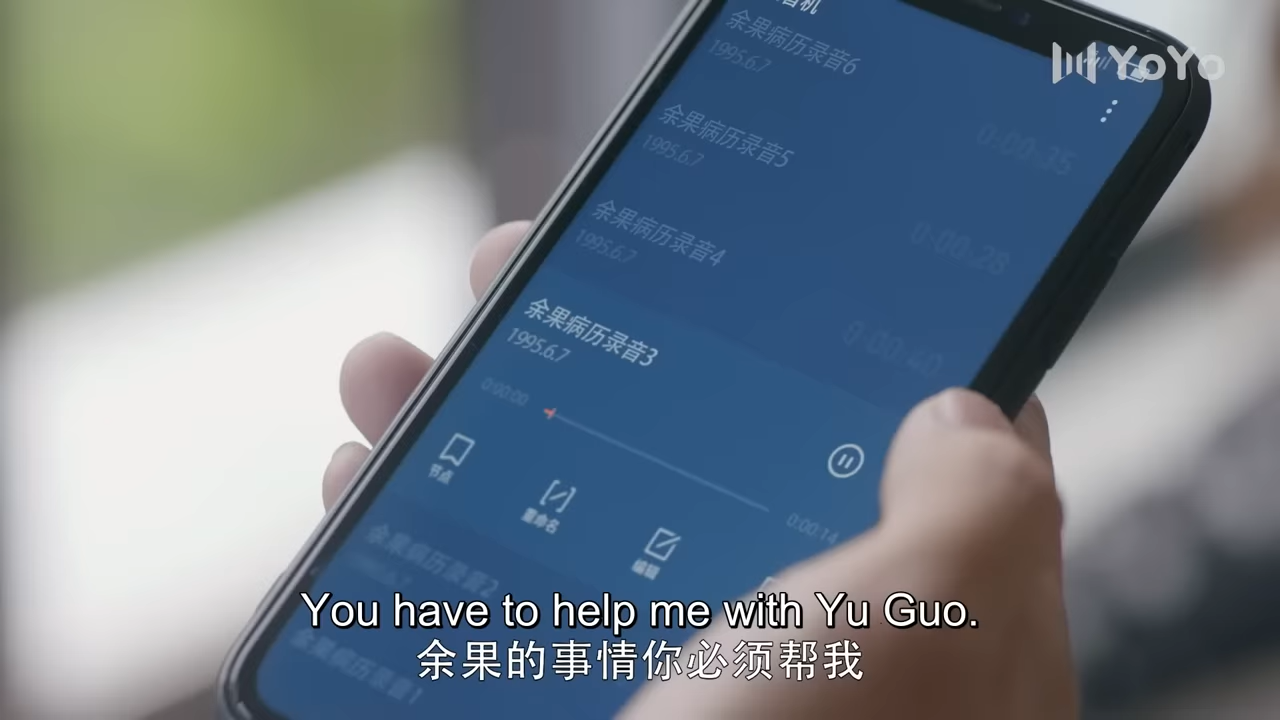 YoYo
余果病历录音6
1995.6.7
0:00:35
余果病历录音5
1995.6.7
0:00:28
余果病历录音4
1995.6.7
0:00:40
余果病历录音3
1995.6.7
0:00:00
0:00:14
节点
重命名
编辑
余果病历录音2
余果病历录音1
You have to help me with Yu Guo.
余果的事情你必须帮我